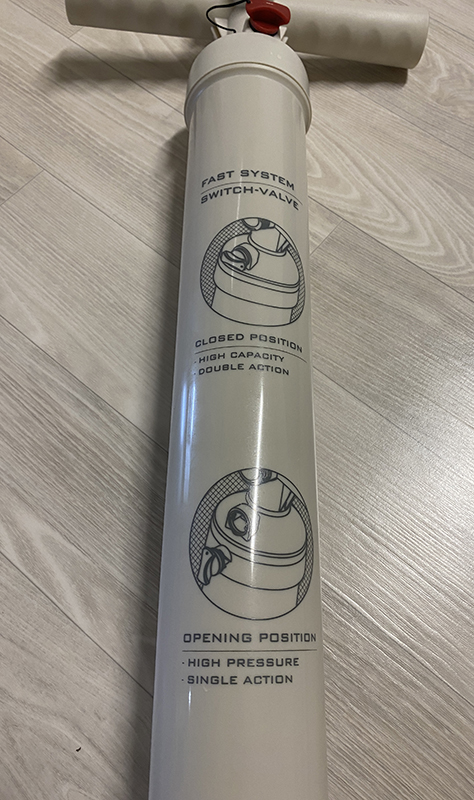 FAST SYSTEM
SWITCH-VALVE
CLOSED POSITION
· HIGH CAPACITY
· DOUBLE ACTION
OPENING POSITION
· HIGH PRESSURE
· SINGLE ACTION